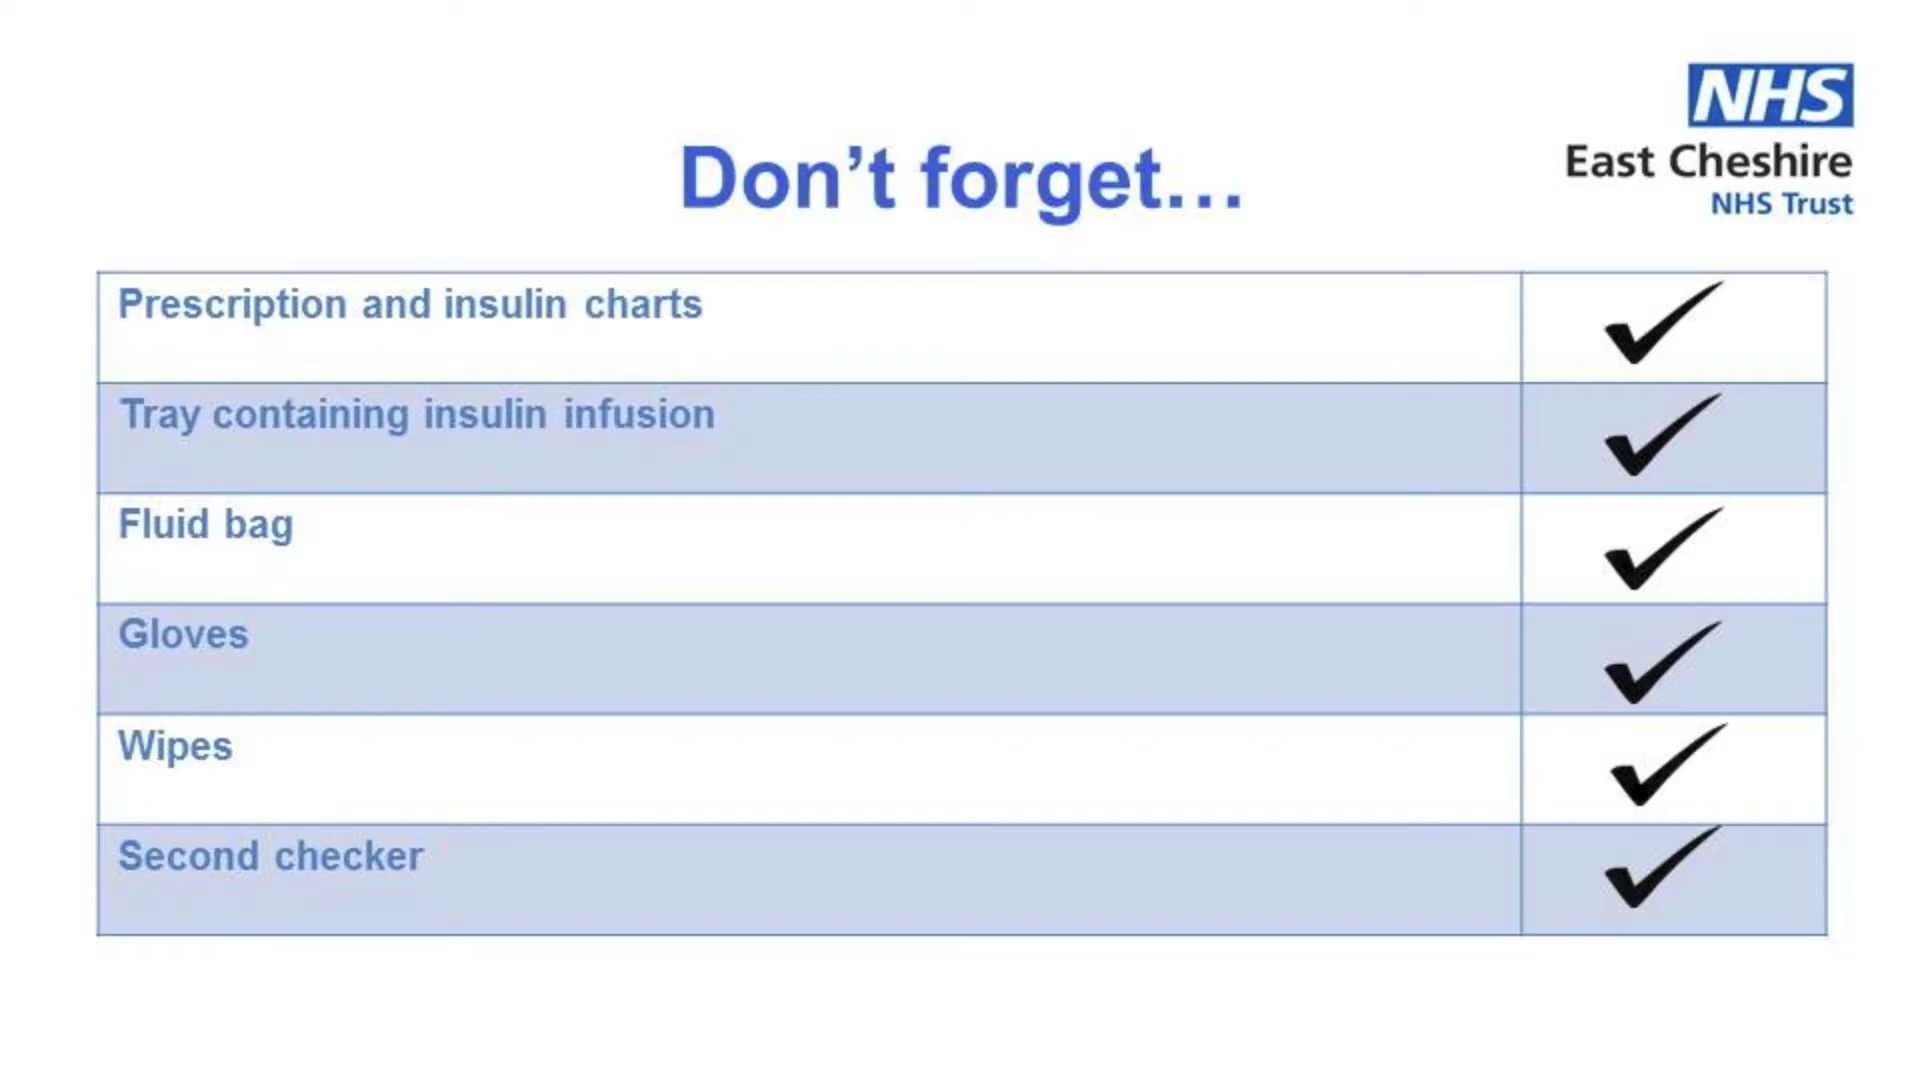 NHS
East Cheshire
NHS Trust
Don’t forget…
Prescription and insulin charts
Tray containing insulin infusion
Fluid bag
Gloves
Wipes
Second checker